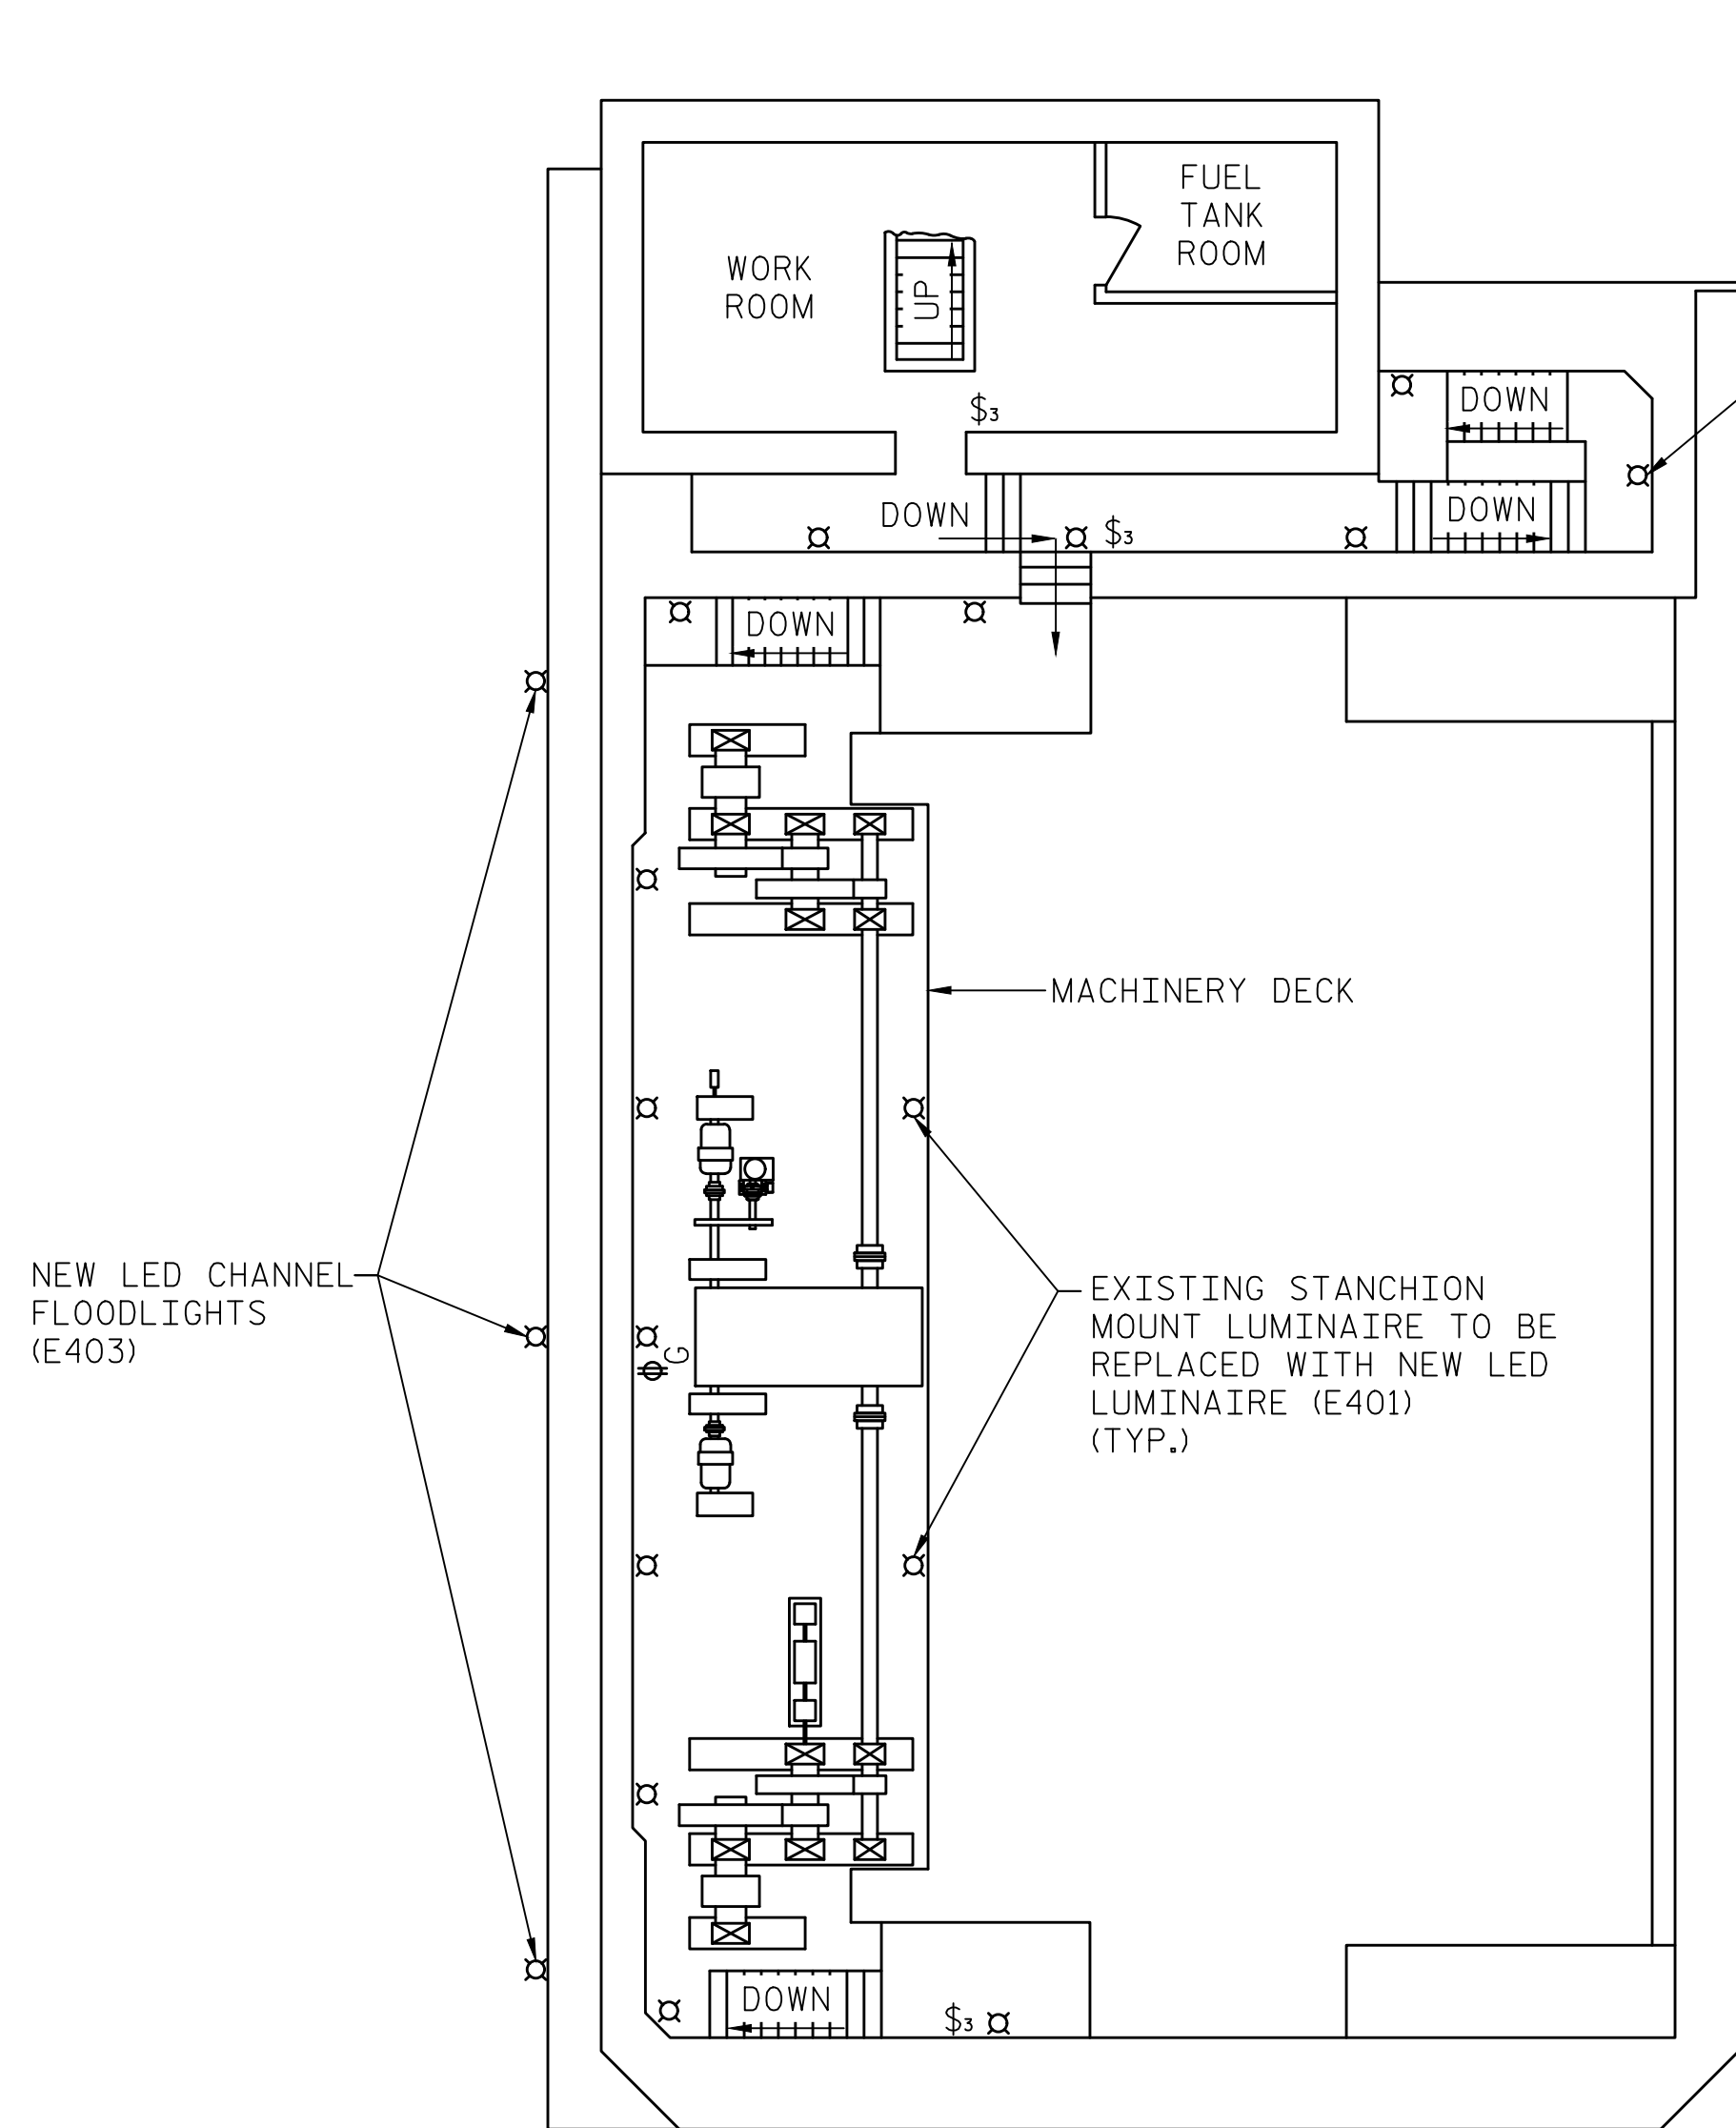 FUEL
TANK
ROOM
WORK
ROOM
UP
$3
DOWN
DOWN
DOWN
$3
DOWN
MACHINERY DECK
NEW LED CHANNEL
FLOODLIGHTS
(E403)
G
EXISTING STANCHION
MOUNT LUMINAIRE TO BE
REPLACED WITH NEW LED
LUMINAIRE (E401)
(TYP.)
DOWN
$3